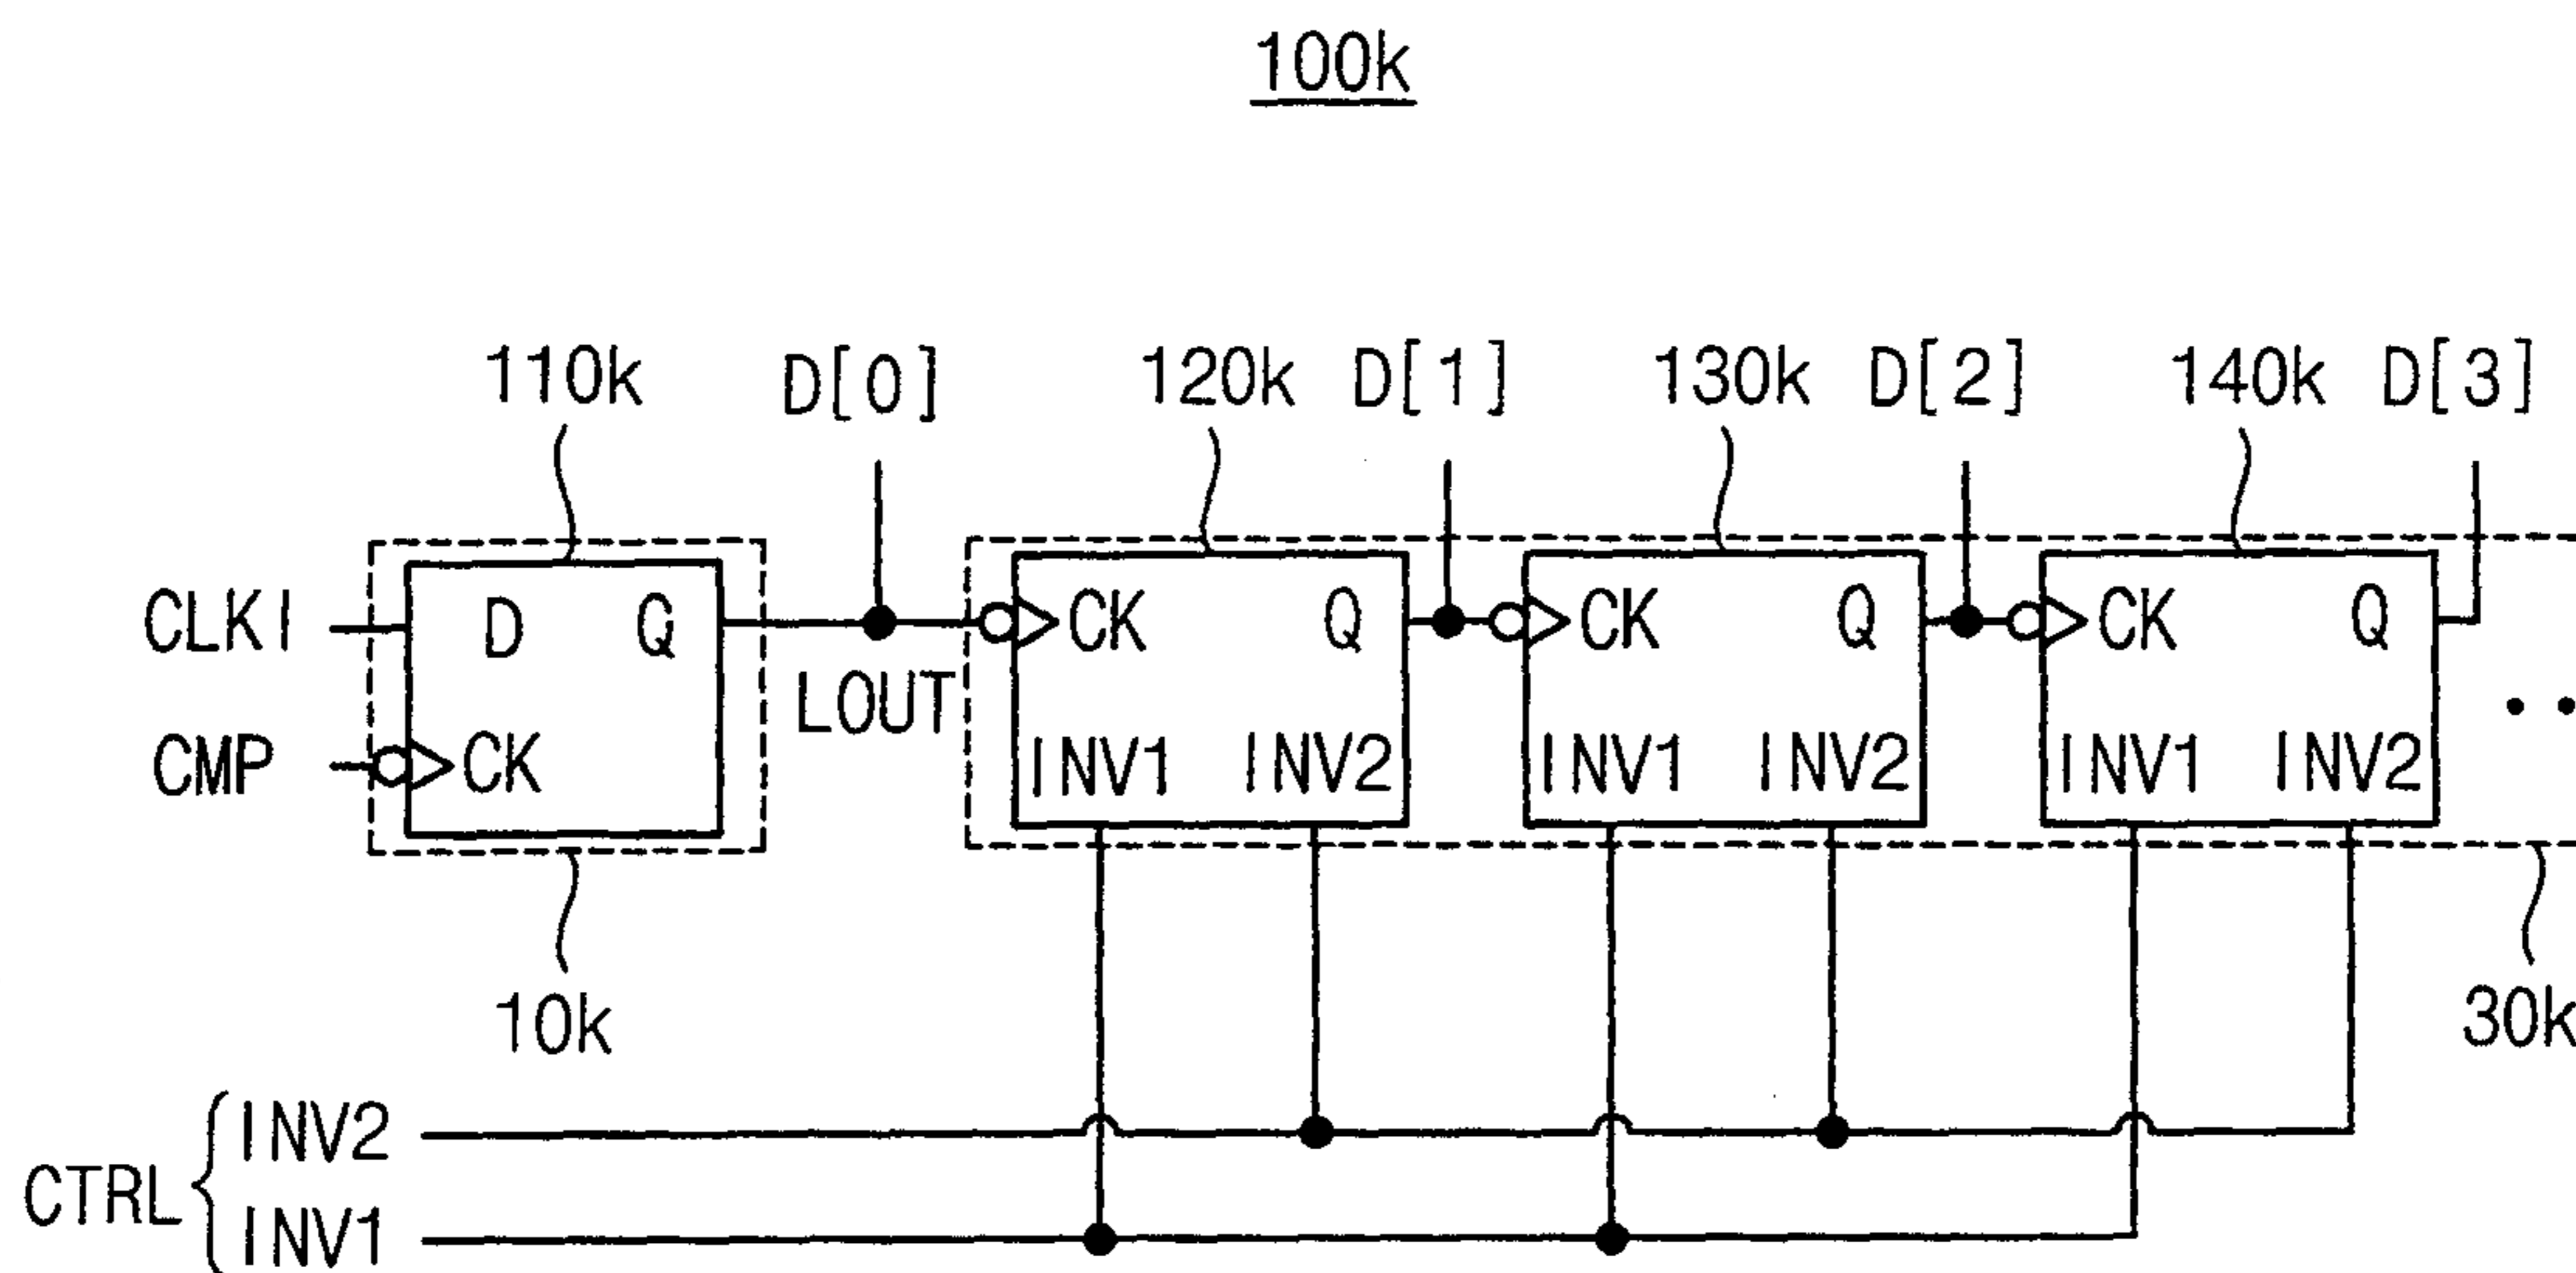 100k
110k D[0] 120k D[1] 130k D[2] 140k D[3]
CLKI D Q CK Q CK Q CK Q
CMP CK LOUT INV1 INV2 INV1 INV2 INV1 INV2 ..
10k 30k
CTRL { INV2
INV1